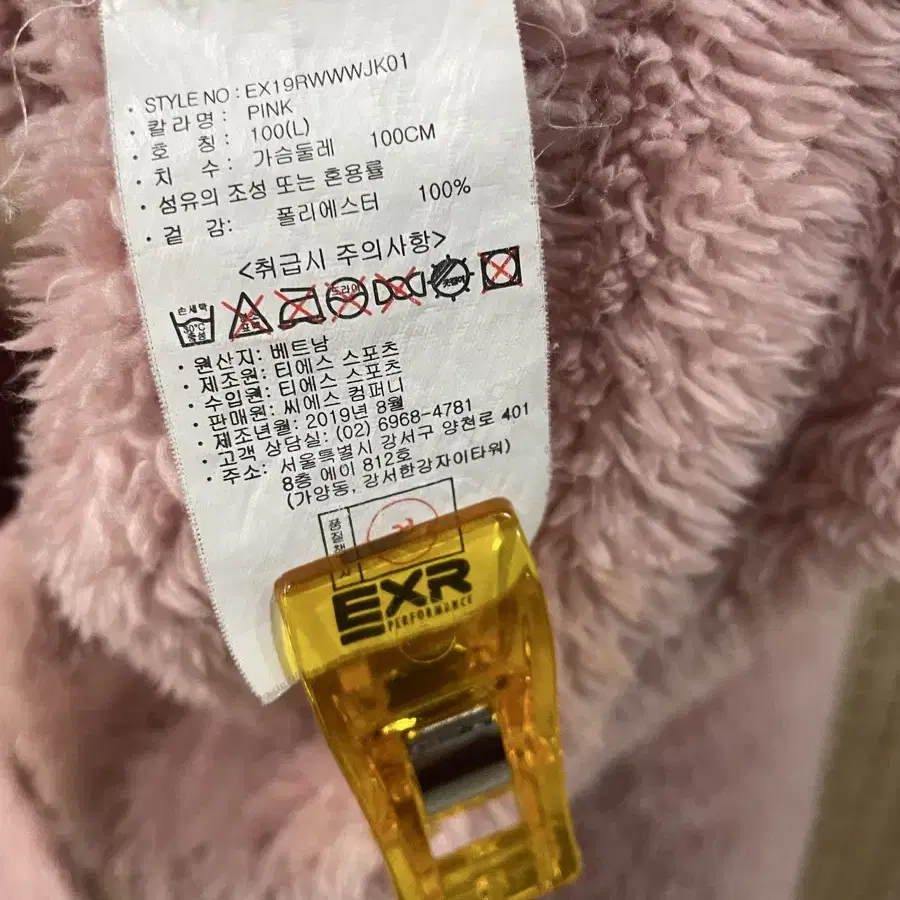 · STYLE NO : EX19RWWWJK01
· 칼 라 명 : PINK
· 호 칭 : 100(L)
· 치 수 : 가슴둘레 100CM
· 섬유의 조성 또는 혼용률
· 겉 감: 폴리에스터 100%
<취급시 주의사항>
손세탁
30℃
중성
드라이
· 원산지: 베트남
· 제조원: 티에스 스포츠
· 수입원: 티에스 스포츠
· 판매원: 씨에스 컴퍼니
· 제조년월: 2019년 8월
· 고객 상담실: (02) 6968-4781
· 주소: 서울특별시 강서구 양천로 401
8층 에이 812호
(가양동, 강서한강자이타워)
품질
EXR
PERFORMANCE